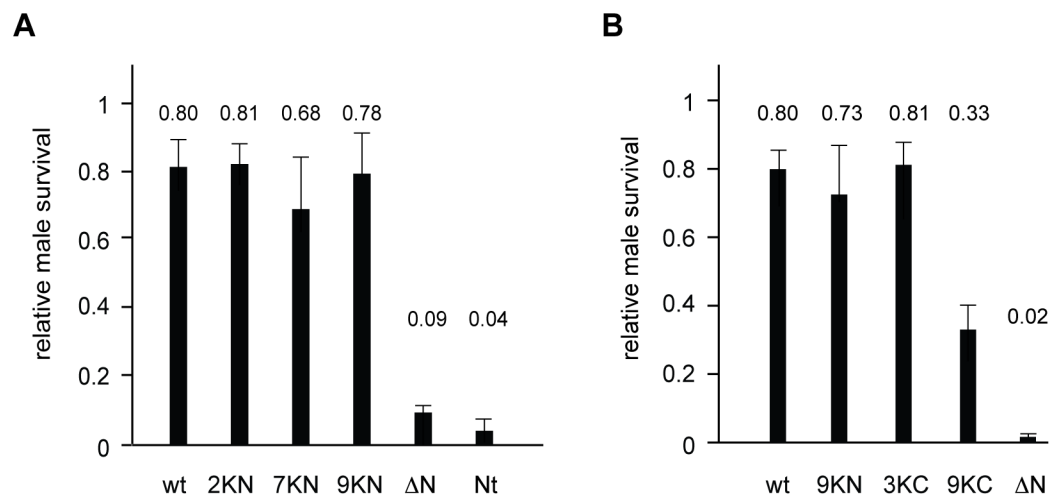 A
relative male survival
1
0.8
0.6
0.4
0.2
0
0.80 0.81 0.68 0.78
0.09 0.04
wt 2KN 7KN 9KN ΔN Nt
B
relative male survival
1
0.8
0.6
0.4
0.2
0
0.80 0.73 0.81 0.33
0.02
wt 9KN 3KC 9KC ΔN